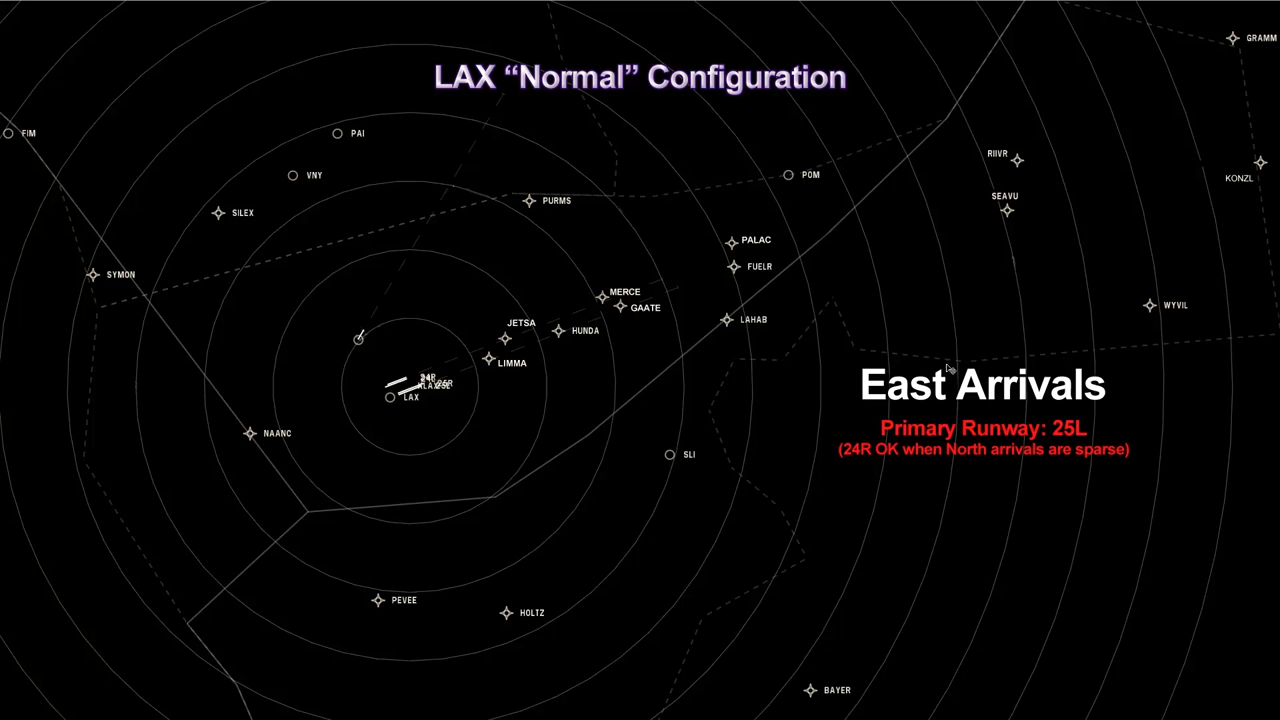 GRAMM
LAX “Normal” Configuration
FIM
PAI
RIIVR
VNY
POM
KONZL
SEAVU
PURMS
SILEX
PALAC
FUELR
SYMON
MERCE
GAATE
WYVIL
LAHAB
JETSA
HUNDA
LIMMA
24R
25R
LAX
East Arrivals
Primary Runway: 25L
(24R OK when North arrivals are sparse)
NAANC
SLI
PEVEE
HOLTZ
BAYER